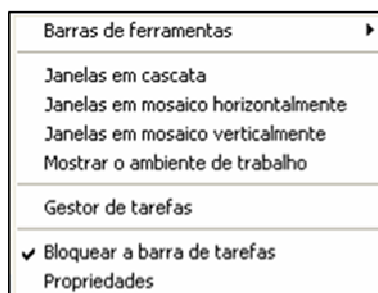 Barras de ferramentas
Janelas em cascata
Janelas em mosaico horizontalmente
Janelas em mosaico verticalmente
Mostrar o ambiente de trabalho
Gestor de tarefas
Bloquear a barra de tarefas
Propriedades